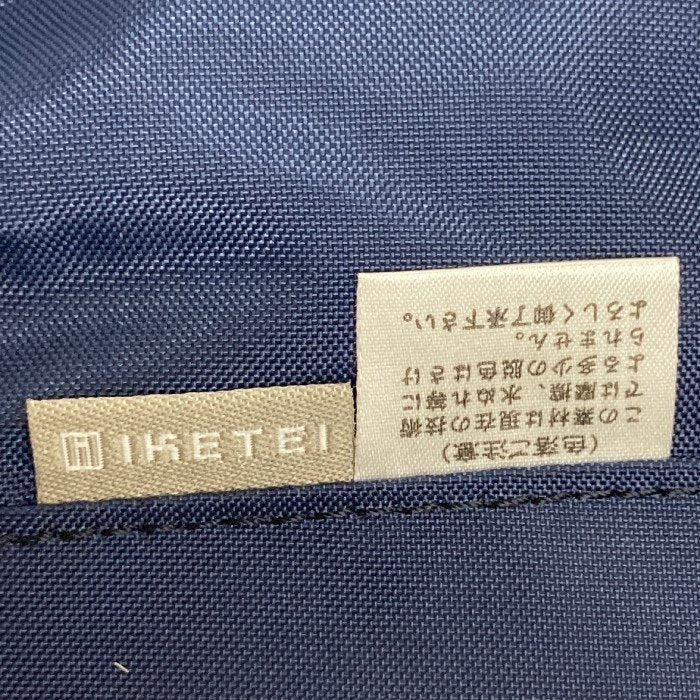 IKETEI
(色落ご注意)
この素材は現在の技術
では摩擦、水ぬれ等に
よる多少の脱色はさけ
られません。
よろしく御了承下さい。